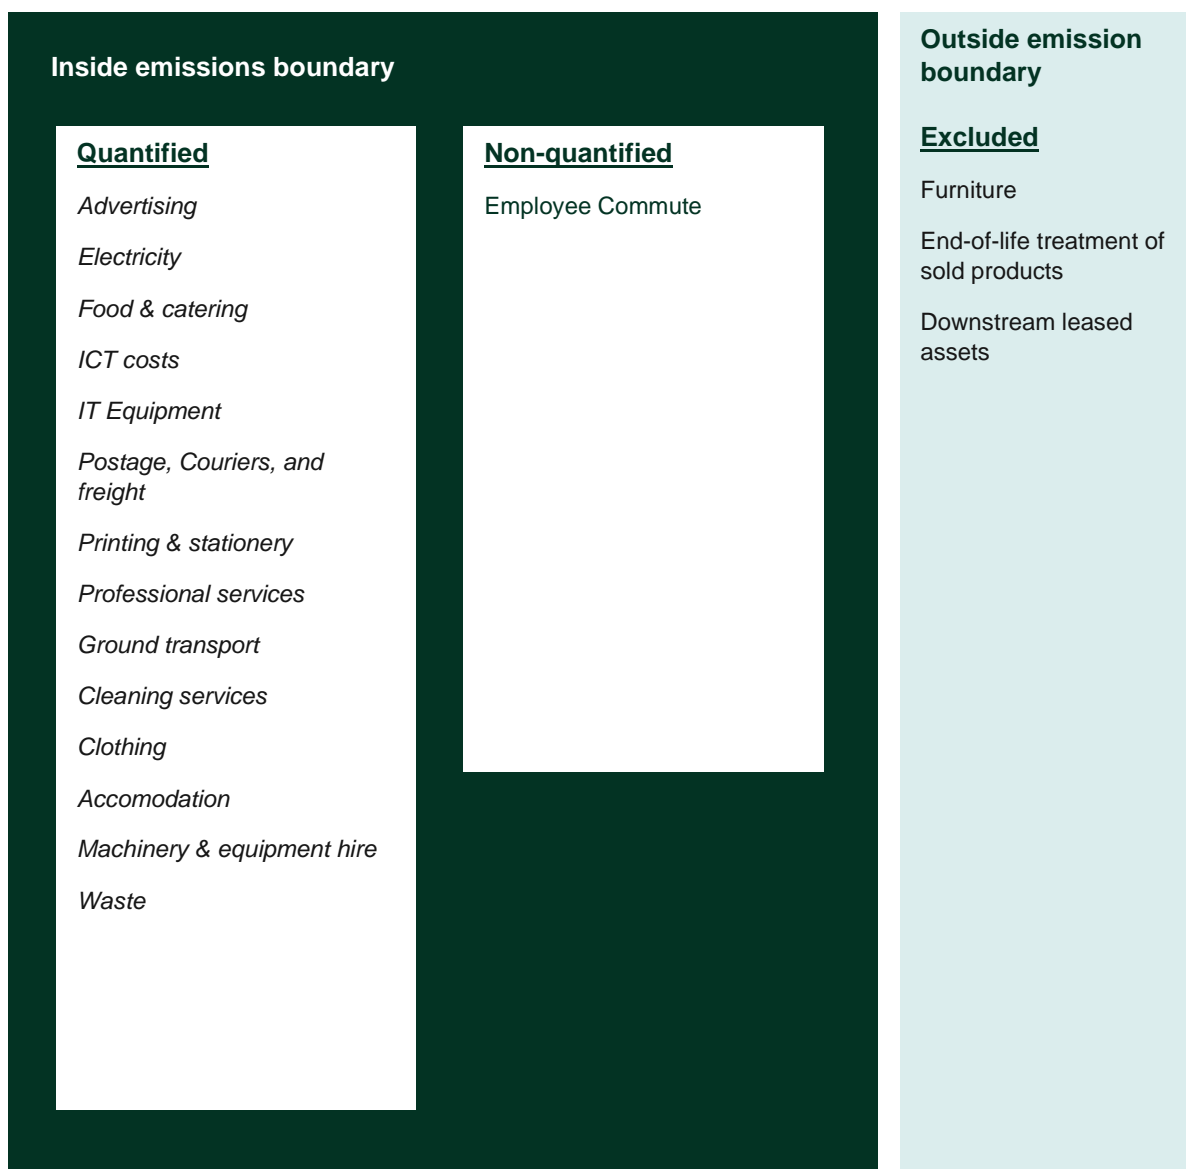 Inside emissions boundary
Quantified
Advertising
Electricity
Food & catering
ICT costs
IT Equipment
Postage, Couriers, and
freight
Printing & stationery
Professional services
Ground transport
Cleaning services
Clothing
Accomodation
Machinery & equipment hire
Waste
Non-quantified
Employee Commute
Outside emission
boundary
Excluded
Furniture
End-of-life treatment of
sold products
Downstream leased
assets